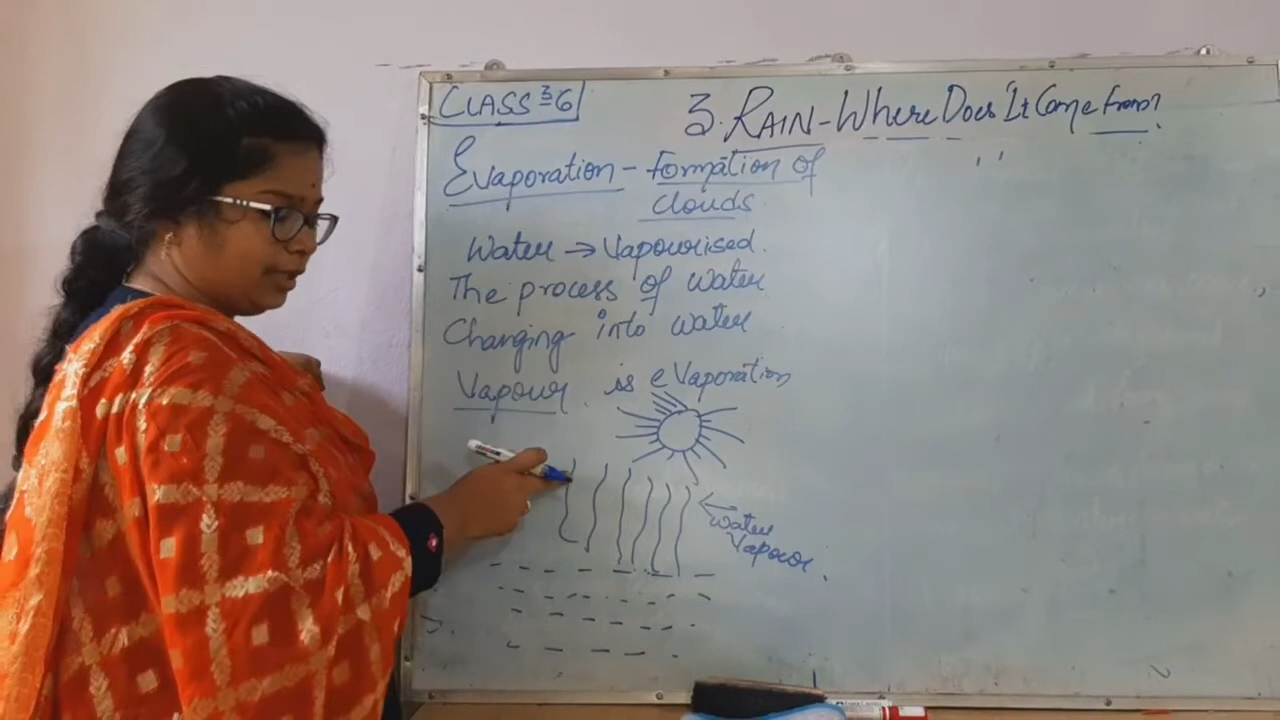 CLASS 3-6
3. RAIN - Where Does It Come From?
Evaporation - Formation of
Clouds
Water → Vapourised.
The process of water
Changing into water
Vapour is evaporation
Water
Vapour.